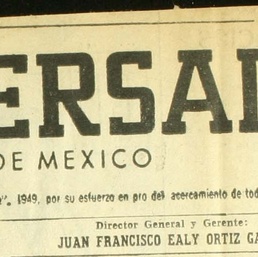 ERSAL
DE MEXICO
1949, por su esfuerzo en pro del acercamiento de tod
Director General y Gerente:
JUAN FRANCISCO EALY ORTIZ GA